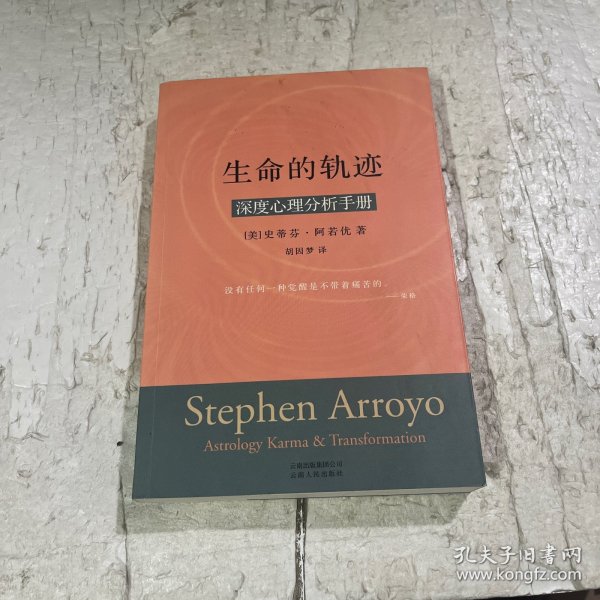 生命的轨迹
深度心理分析手册
[美]史蒂芬·阿若优 著
胡因梦 译
没有任何一种觉醒是不带着痛苦的。
——荣格
Stephen Arroyo
Astrology Karma & Transformation
云南出版集团公司
云南人民出版社
孔夫子旧书网
www.kongfz.com